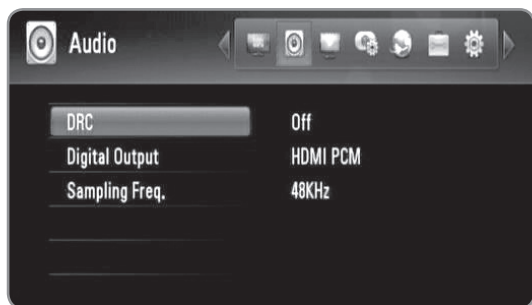 Audio
DRC Off
Digital Output HDMI PCM
Sampling Freq. 48KHz